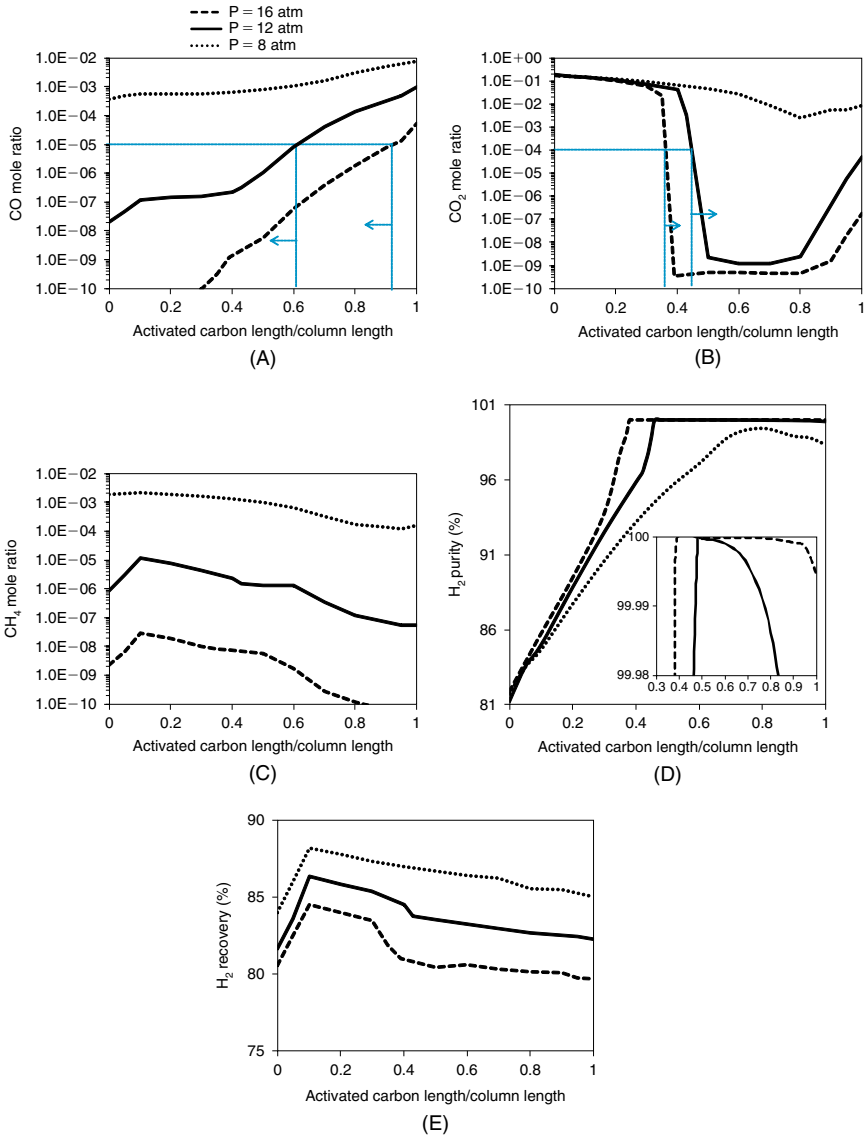 P = 16 atm
P = 12 atm
P = 8 atm
1.0E−02
1.0E−03
1.0E−04
1.0E−05
1.0E−06
1.0E−07
1.0E−08
1.0E−09
1.0E−10
CO mole ratio
0 0.2 0.4 0.6 0.8 1
Activated carbon length/column length
(A)
1.0E+00
1.0E−01
1.0E−02
1.0E−03
1.0E−04
1.0E−05
1.0E−06
1.0E−07
1.0E−08
1.0E−09
1.0E−10
CO2 mole ratio
0 0.2 0.4 0.6 0.8 1
Activated carbon length/column length
(B)
1.0E−02
1.0E−03
1.0E−04
1.0E−05
1.0E−06
1.0E−07
1.0E−08
1.0E−09
1.0E−10
CH4 mole ratio
0 0.2 0.4 0.6 0.8 1
Activated carbon length/column length
(C)
101
96
91
86
81
H2 purity (%)
100
99.99
99.98
0.3 0.4 0.5 0.6 0.7 0.8 0.9 1
0 0.2 0.4 0.6 0.8 1
Activated carbon length/column length
(D)
90
85
80
75
H2 recovery (%)
0 0.2 0.4 0.6 0.8 1
Activated carbon length/column length
(E)